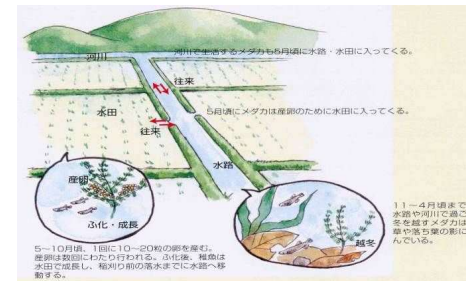 河川で生活するメダカも5月頃に水路・水田に入ってくる。
河川
往来
5月頃にメダカは産卵のために水田に入ってくる。
水田
往来
水路
産卵
ふ化・成長
越冬
5～10月頃、1回に10～20粒の卵を産む。
産卵は数回にわたり行われる。ふ化後、稚魚は
水田で成長し、稲刈り前の落水までに水路へ移
動する。
11～4月頃まで
水路や河川で過ご
冬を越すメダカは
草や落ち葉の影に
んでいる。